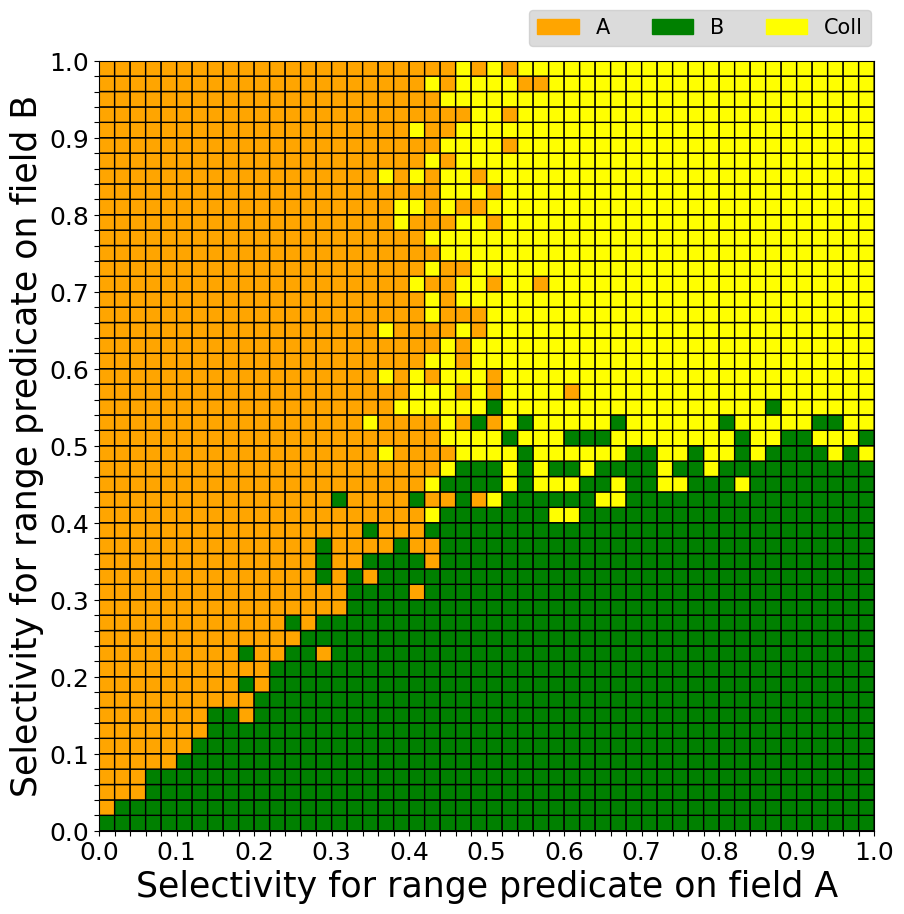 A B Coll
Selectivity for range predicate on field B
1.0
0.9
0.8
0.7
0.6
0.5
0.4
0.3
0.2
0.1
0.0
0.0 0.1 0.2 0.3 0.4 0.5 0.6 0.7 0.8 0.9 1.0
Selectivity for range predicate on field A